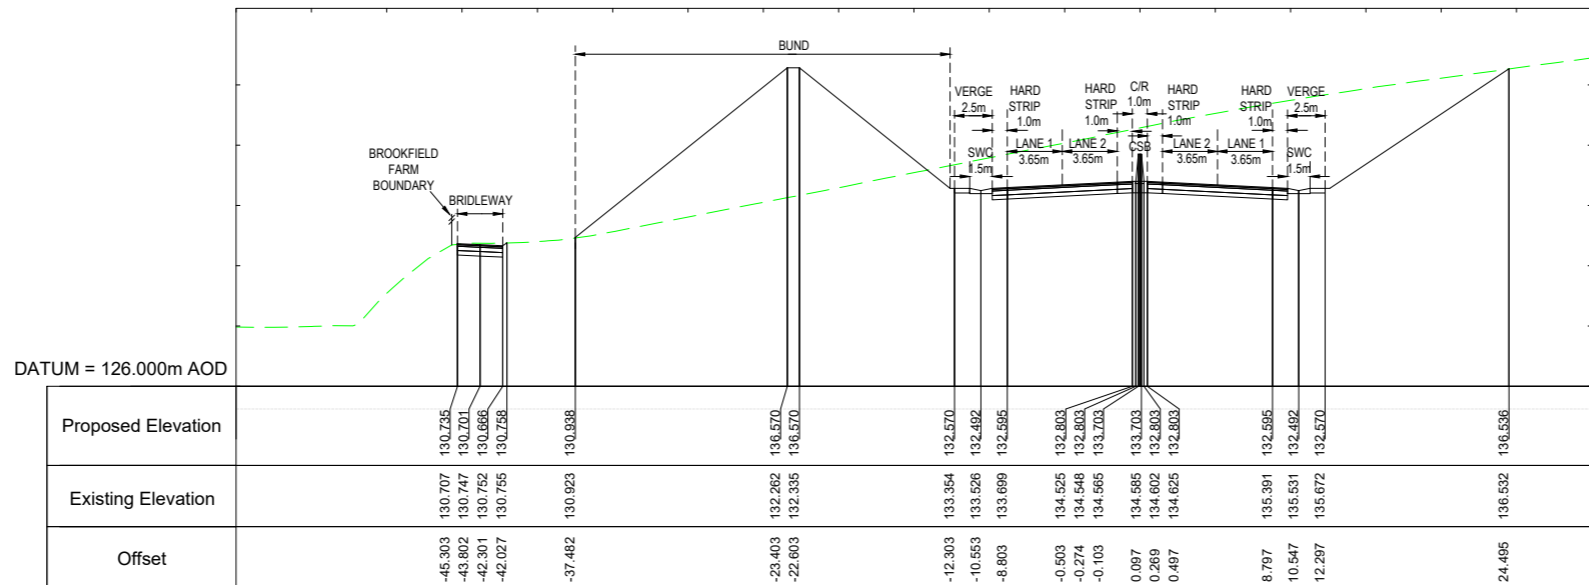 BUND
VERGE
2.5m
HARD
STRIP
1.0m
HARD
STRIP
1.0m
C/R
1.0m
HARD
STRIP
1.0m
HARD
STRIP
1.0m
VERGE
2.5m
SWC
1.5m
LANE 1
3.65m
LANE 2
3.65m
CSB
LANE 2
3.65m
LANE 1
3.65m
SWC
1.5m
BROOKFIELD
FARM
BOUNDARY
BRIDLEWAY
DATUM = 126.000m AOD
Proposed Elevation
130.735
130.701
130.666
130.758
130.938
136.570
136.570
132.570
132.492
132.595
132.803
132.803
133.703
133.703
132.803
132.803
132.595
132.492
132.570
136.536
Existing Elevation
130.707
130.747
130.752
130.755
130.923
132.262
132.335
133.354
133.526
133.699
134.525
134.548
134.565
134.585
134.602
134.625
135.391
135.531
135.672
136.532
Offset
-45.303
-43.802
-42.301
-42.027
-37.482
-23.403
-22.603
-12.303
-10.553
-8.803
-0.503
-0.274
-0.103
0.097
0.269
0.497
8.797
10.547
12.297
24.495